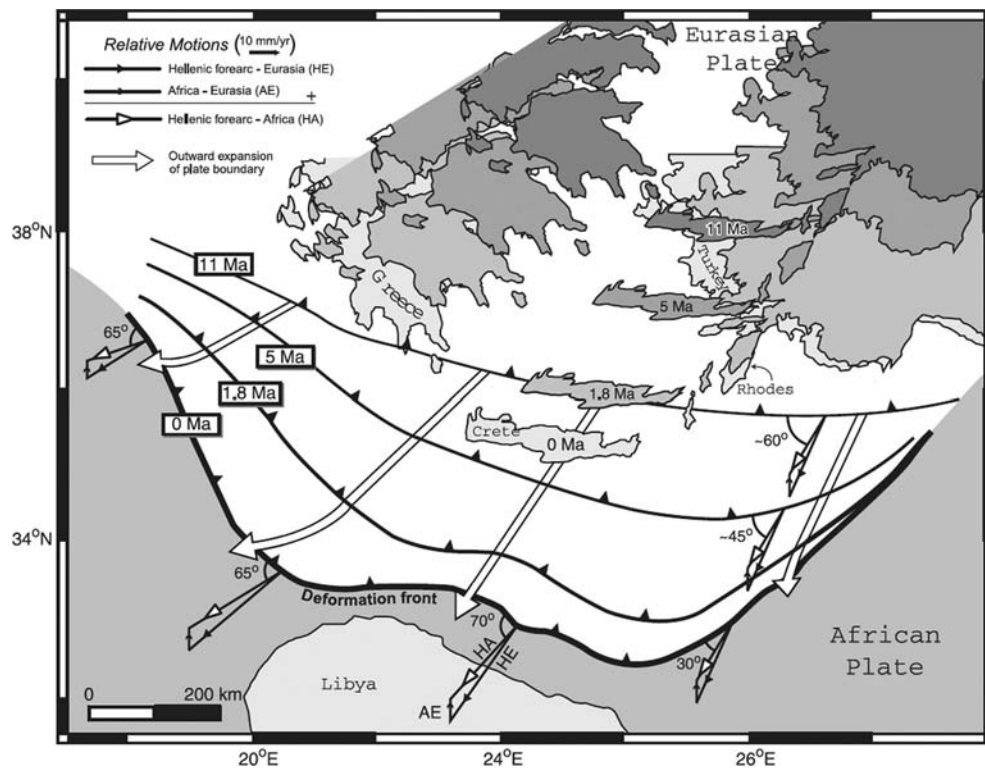 Relative Motions (10 mm/yr)
Hellenic forearc - Eurasia (HE)
Africa - Eurasia (AE)
+
Hellenic forearc - Africa (HA)
Outward expansion
of plate boundary
Eurasian
Plate
38°N
34°N
11 Ma
5 Ma
1.8 Ma
0 Ma
Greece
11 Ma
Turkey
5 Ma
Rhodes
1.8 Ma
Crete
0 Ma
65°
~60°
~45°
65°
Deformation front
70°
30°
HA
HE
AE
African
Plate
Libya
0
200 km
20°E
22°E
24°E
26°E